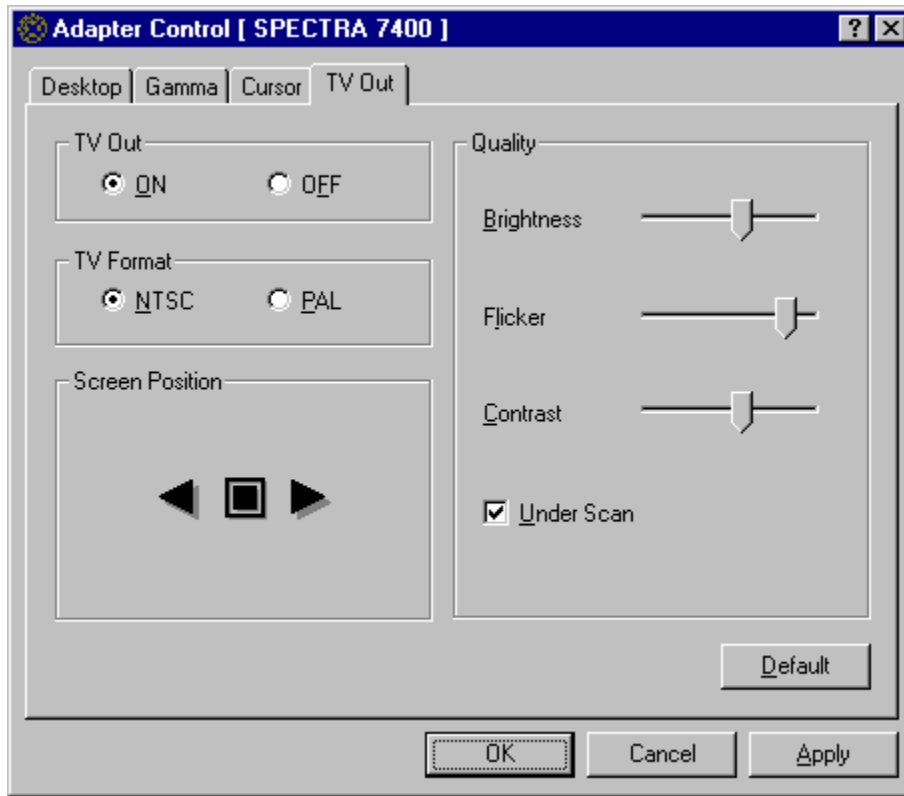 Adapter Control [ SPECTRA 7400 ]
?
Desktop Gamma Cursor TV Out
TV Out
ON OFF
TV Format
NTSC PAL
Screen Position
Quality
Brightness
Flicker
Contrast
Under Scan
Default
OK Cancel Apply